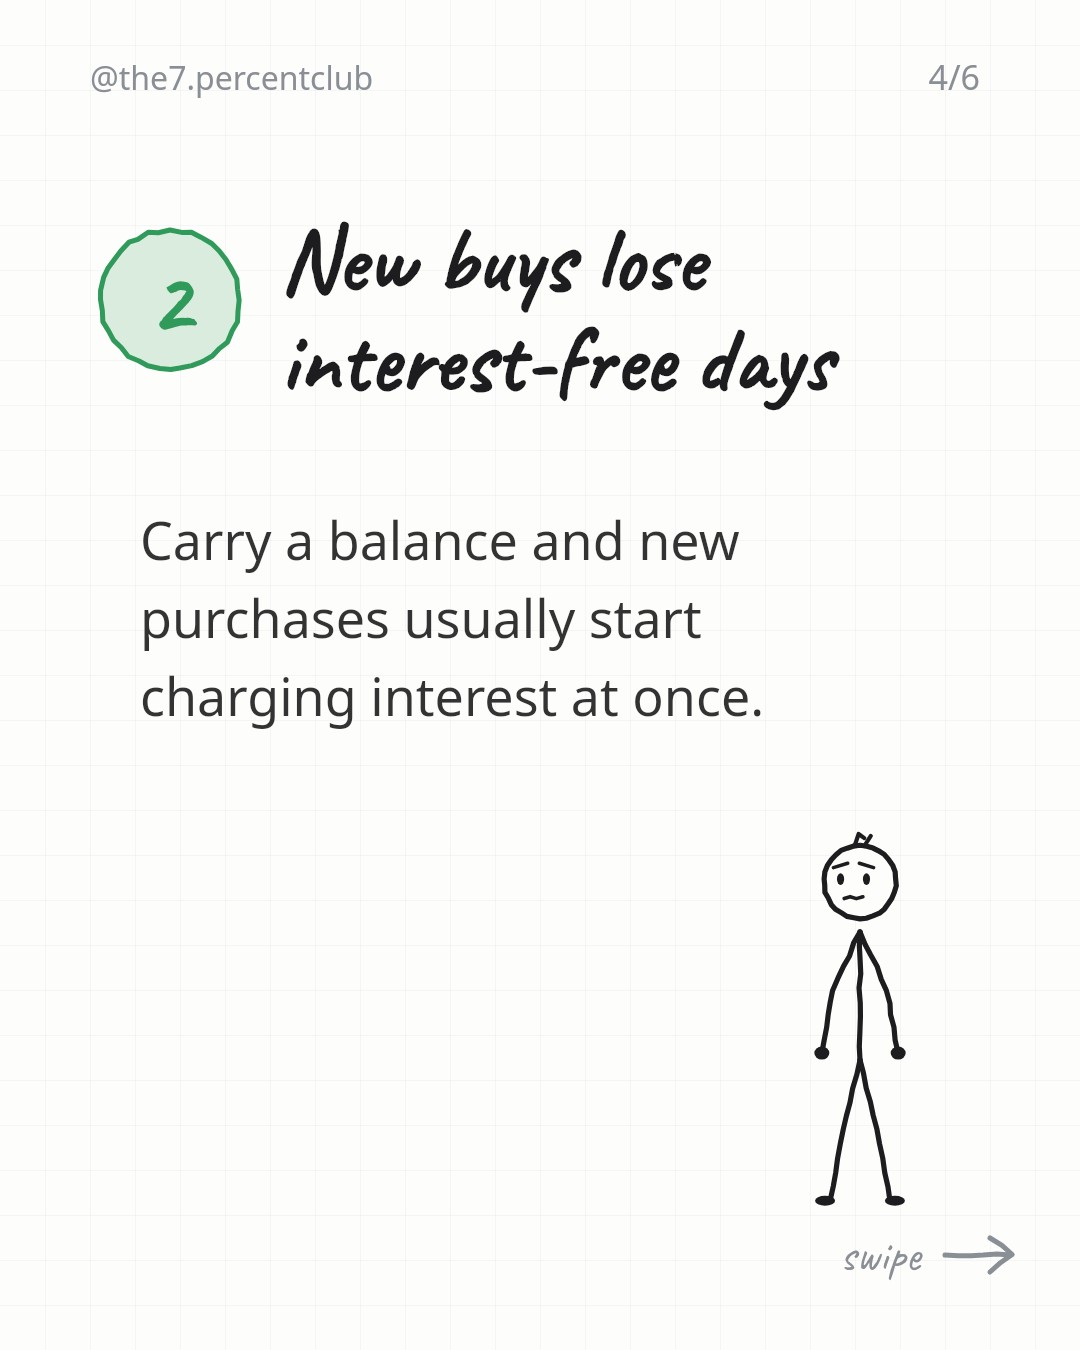 @the7.percentclub
4/6
2
New buys lose
interest-free days
Carry a balance and new
purchases usually start
charging interest at once.
swipe